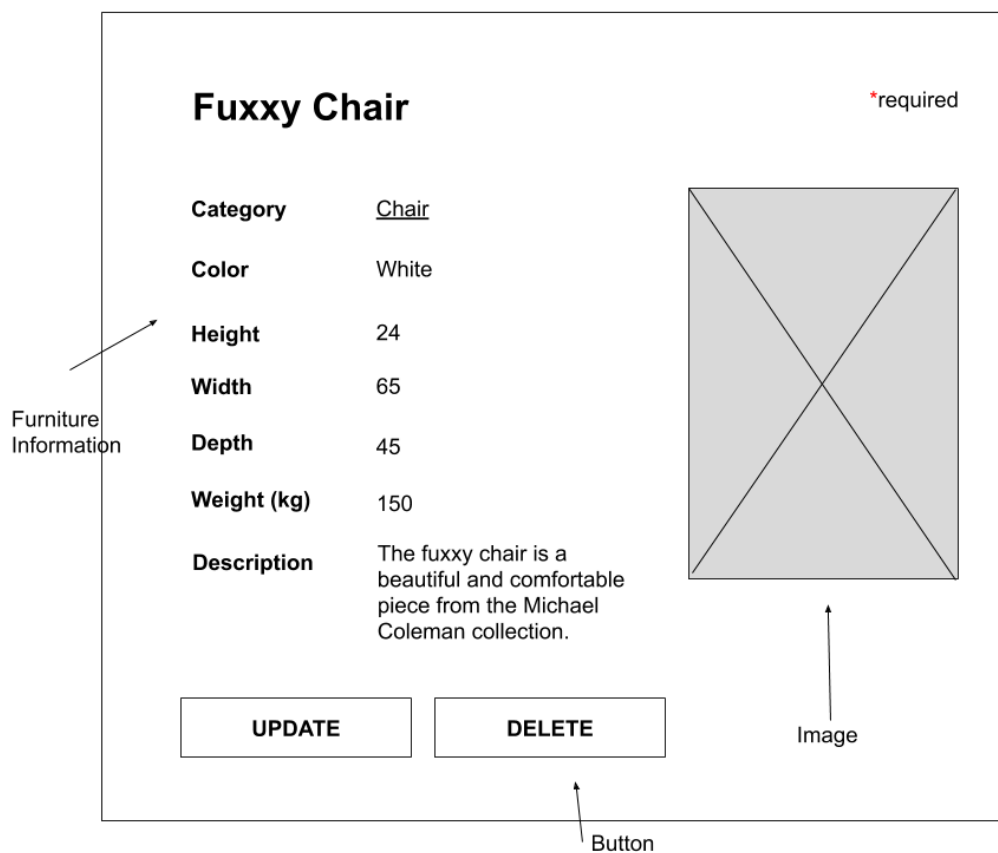 Fuxxy Chair
*required
Category Chair
Color White
Height 24
Width 65
Furniture
Information
Depth 45
Weight (kg) 150
Description The fuxxy chair is a
beautiful and comfortable
piece from the Michael
Coleman collection.
UPDATE DELETE
Image
Button